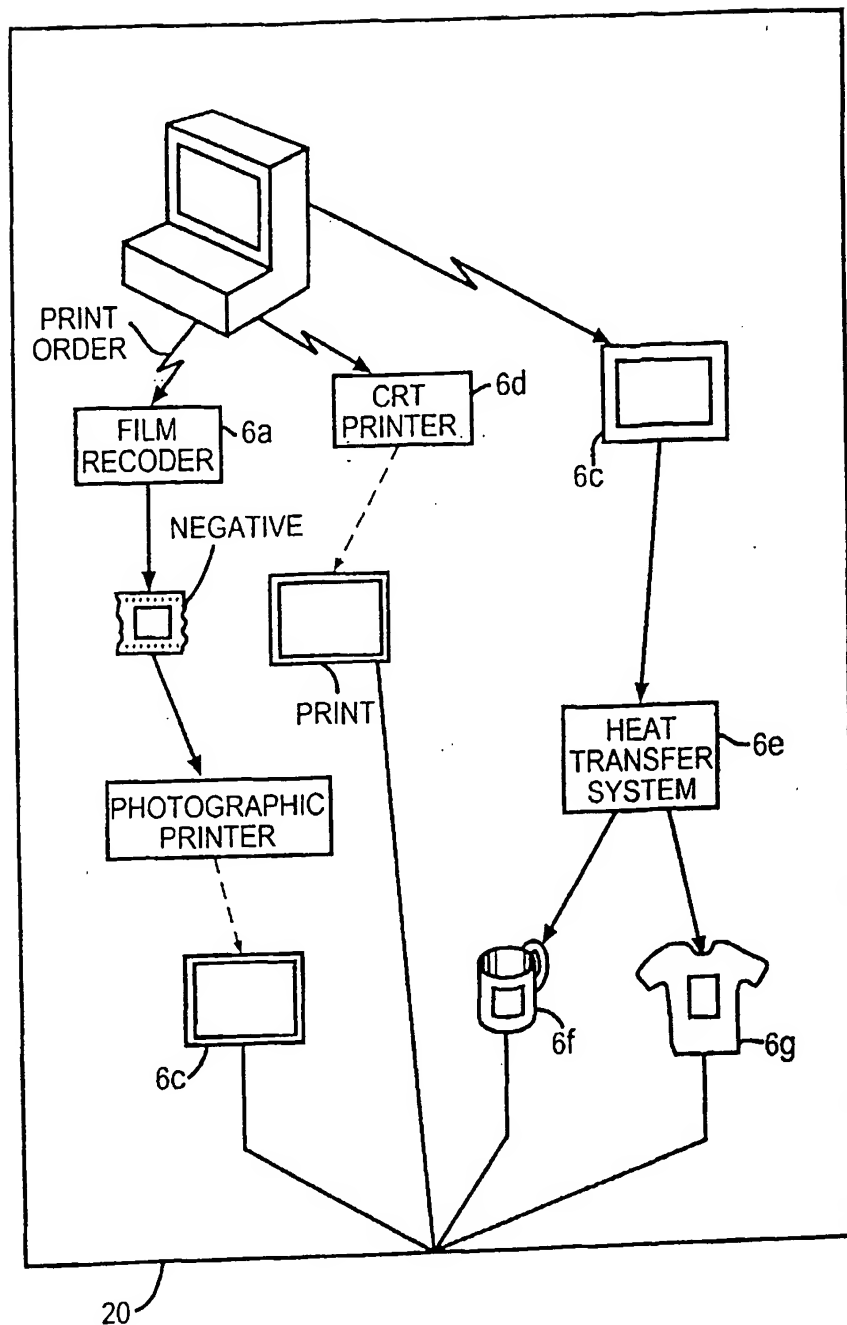 PRINT
ORDER
FILM
RECODER
6a
CRT
PRINTER
6d
6c
NEGATIVE
PRINT
HEAT
TRANSFER
SYSTEM
6e
PHOTOGRAPHIC
PRINTER
6c
6f
6g
20